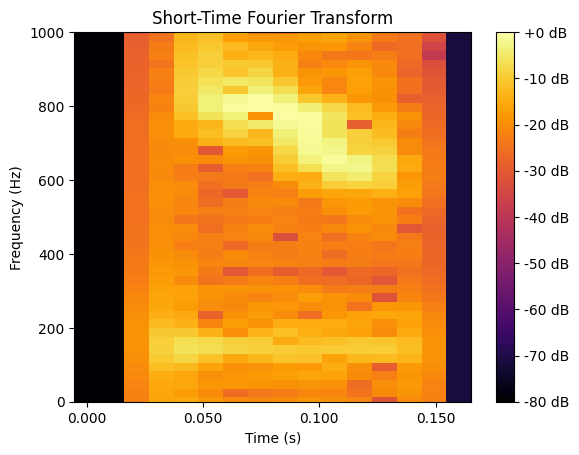 Short-Time Fourier Transform
1000
800
600
400
200
0
Frequency (Hz)
0.000
0.050
0.100
0.150
Time (s)
+0 dB
-10 dB
-20 dB
-30 dB
-40 dB
-50 dB
-60 dB
-70 dB
-80 dB